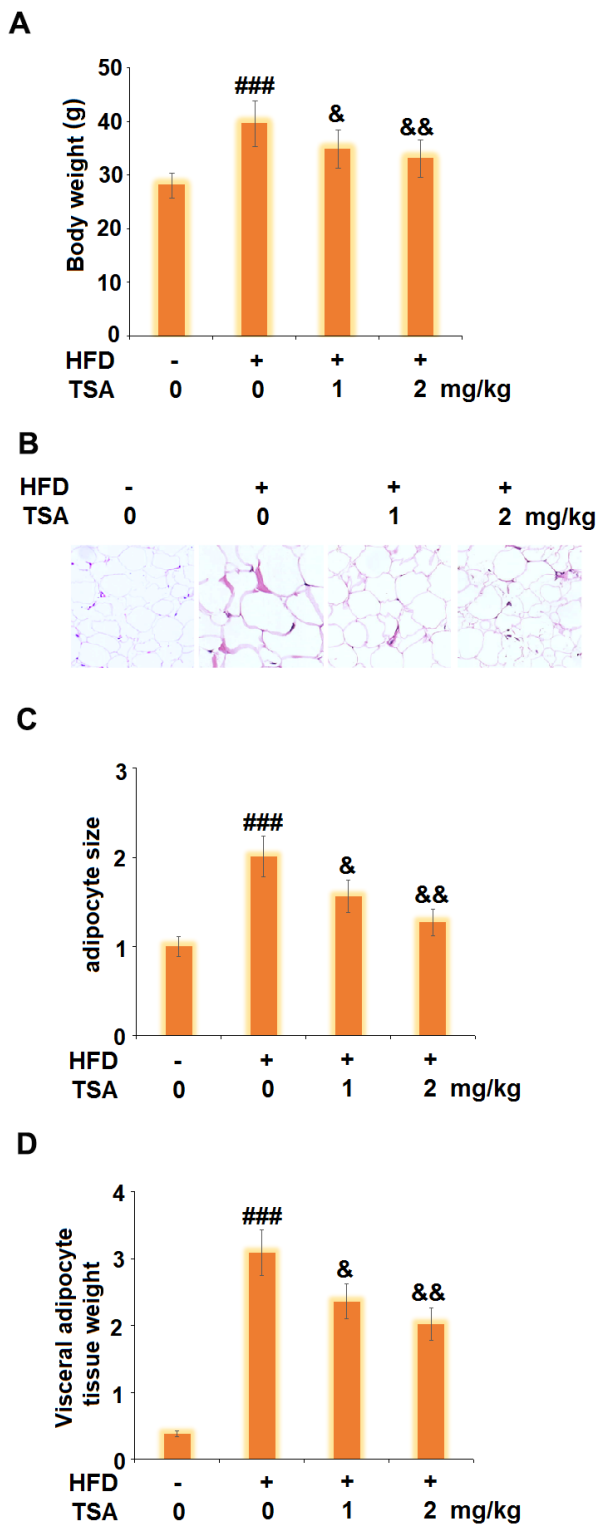 A
Body weight (g)
50
40
30
20
10
0
###
&
&&
HFD - + + +
TSA 0 0 1 2 mg/kg
B
HFD - + + +
TSA 0 0 1 2 mg/kg
C
adipocyte size
3
2
1
0
###
&
&&
HFD - + + +
TSA 0 0 1 2 mg/kg
D
Visceral adipocyte
tissue weight
4
3
2
1
0
###
&
&&
HFD - + + +
TSA 0 0 1 2 mg/kg